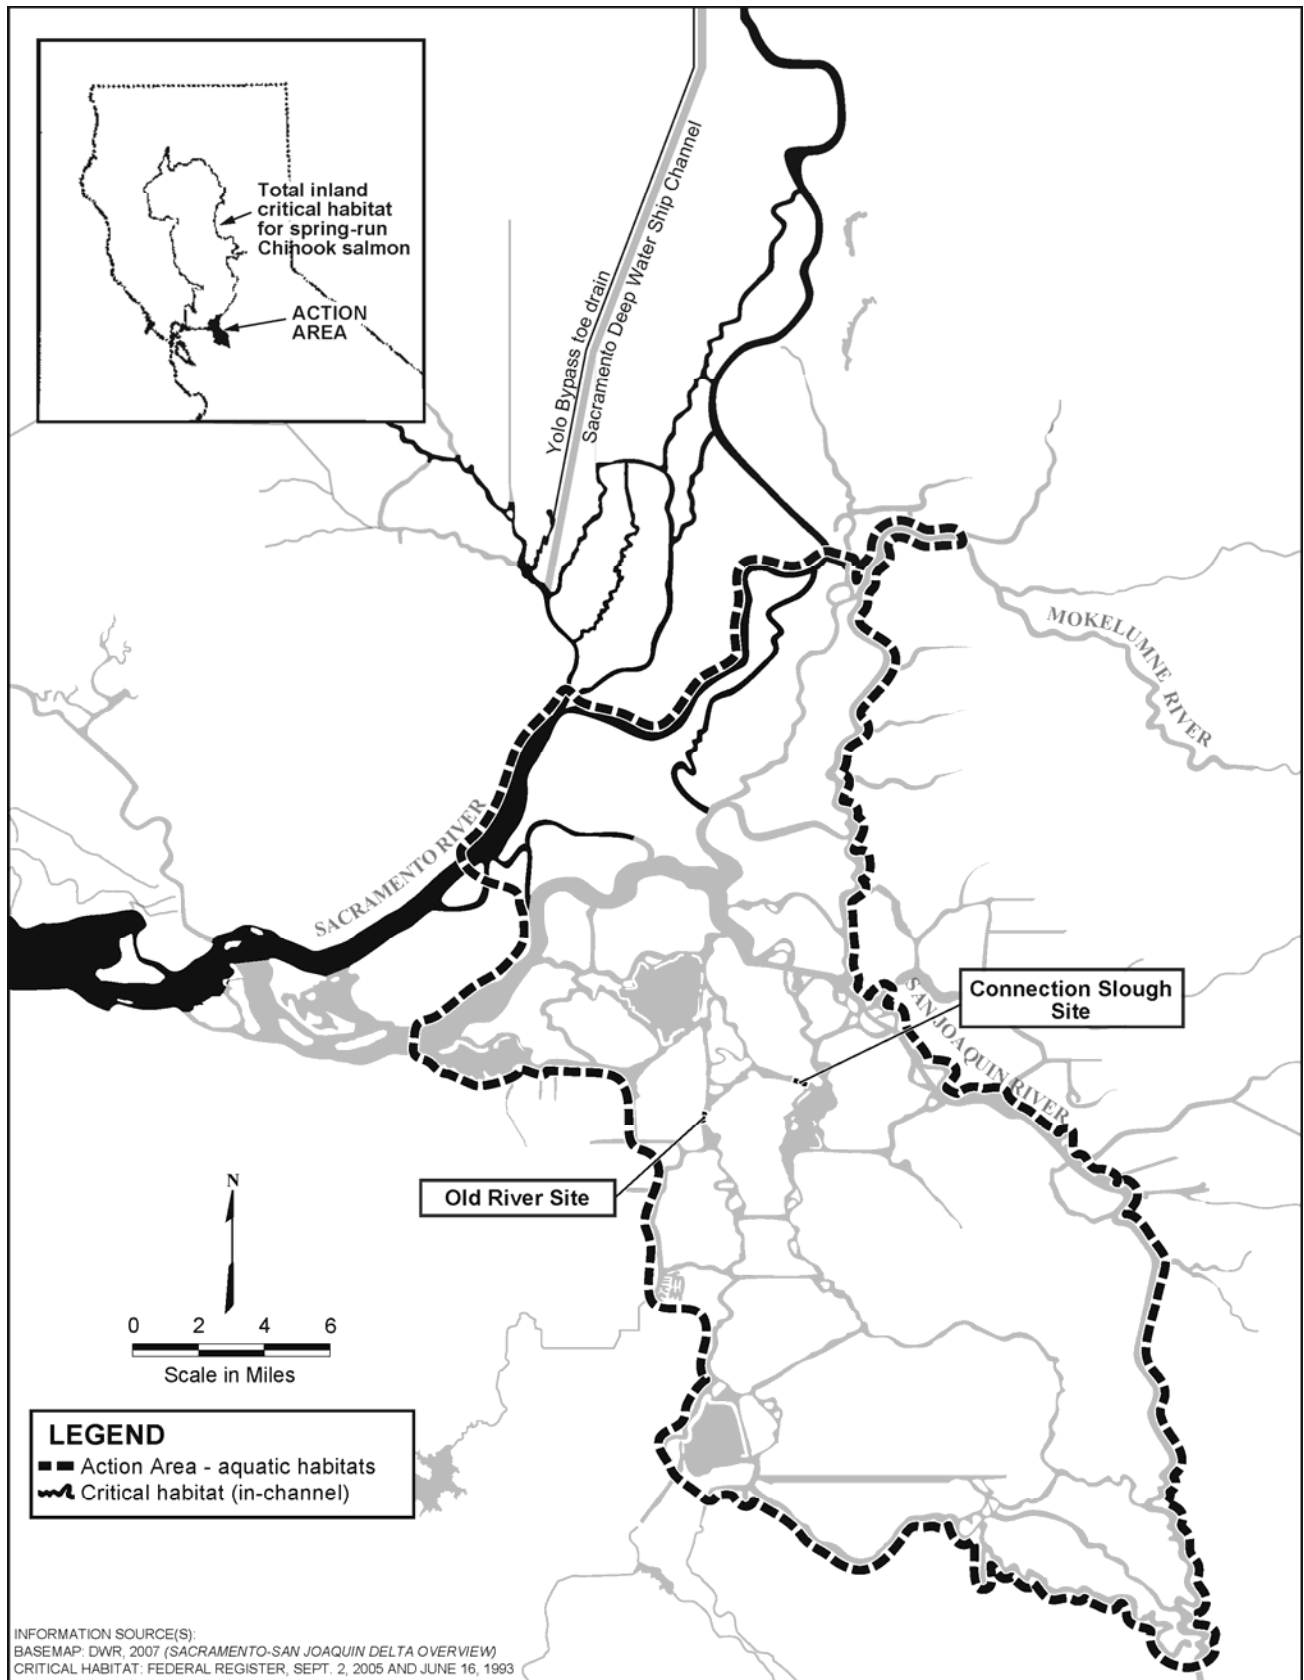 Total inland
critical habitat
for spring-run
Chinook salmon
ACTION
AREA
Yolo Bypass toe drain
Sacramento Deep Water Ship Channel
MOKELUMNE RIVER
SACRAMENTO RIVER
SAN JOAQUIN RIVER
Connection Slough
Site
Old River Site
N
0 2 4 6
Scale in Miles
LEGEND
Action Area - aquatic habitats
Critical habitat (in-channel)
INFORMATION SOURCE(S):
BASEMAP: DWR, 2007 (SACRAMENTO-SAN JOAQUIN DELTA OVERVIEW)
CRITICAL HABITAT: FEDERAL REGISTER, SEPT. 2, 2005 AND JUNE 16, 1993